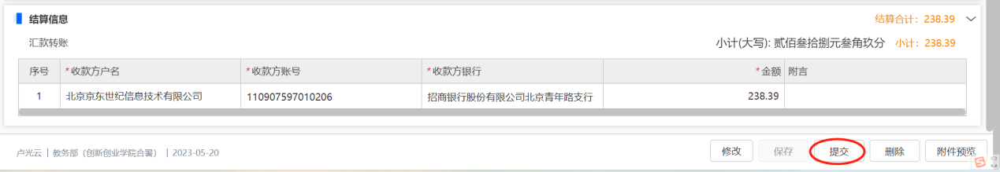 结算信息
结算合计：238.39
汇款转账
小计(大写): 贰佰叁拾捌元叁角玖分 小计：238.39
序号 *收款方户名 *收款方账号 *收款方银行 *金额 附言
1 北京京东世纪信息技术有限公司 110907597010206 招商银行股份有限公司北京青年路支行 238.39
卢光云 | 教务部（创新创业学院合署） | 2023-05-20
修改 保存 提交 删除 附件预览